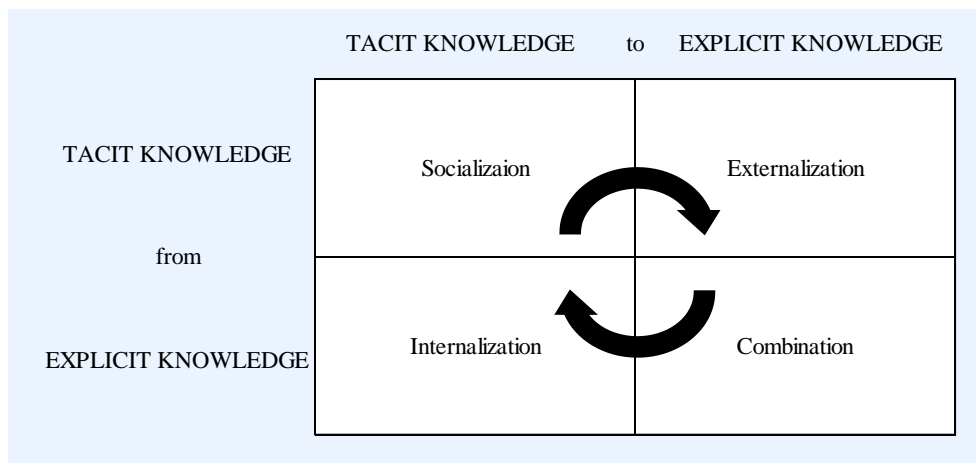 TACIT KNOWLEDGE to EXPLICIT KNOWLEDGE
TACIT KNOWLEDGE
Socializaion
Externalization
from
EXPLICIT KNOWLEDGE
Internalization
Combination